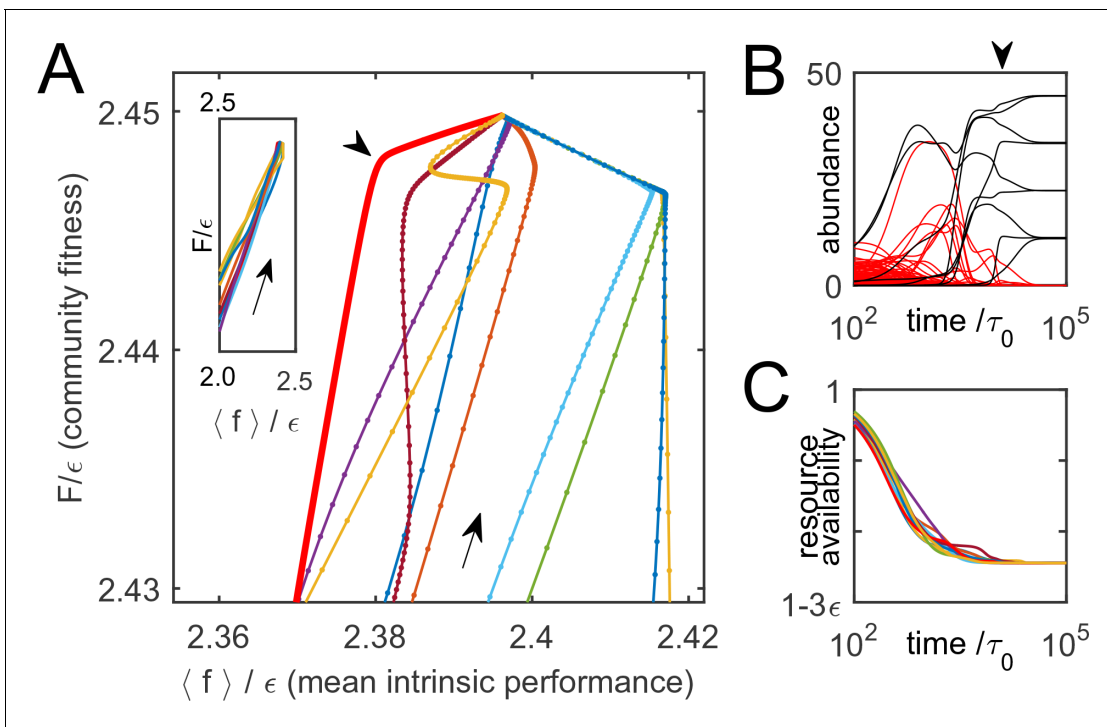 A
2.45
2.44
2.43
F/ϵ (community fitness)
2.36
2.38
2.4
2.42
⟨ f ⟩ / ϵ (mean intrinsic performance)
2.5
F/ϵ
2.0
2.5
⟨ f ⟩ / ϵ
B
50
abundance
0
10²
time /τ₀
10⁵
C
1
resource
availability
1-3ϵ
10²
time /τ₀
10⁵